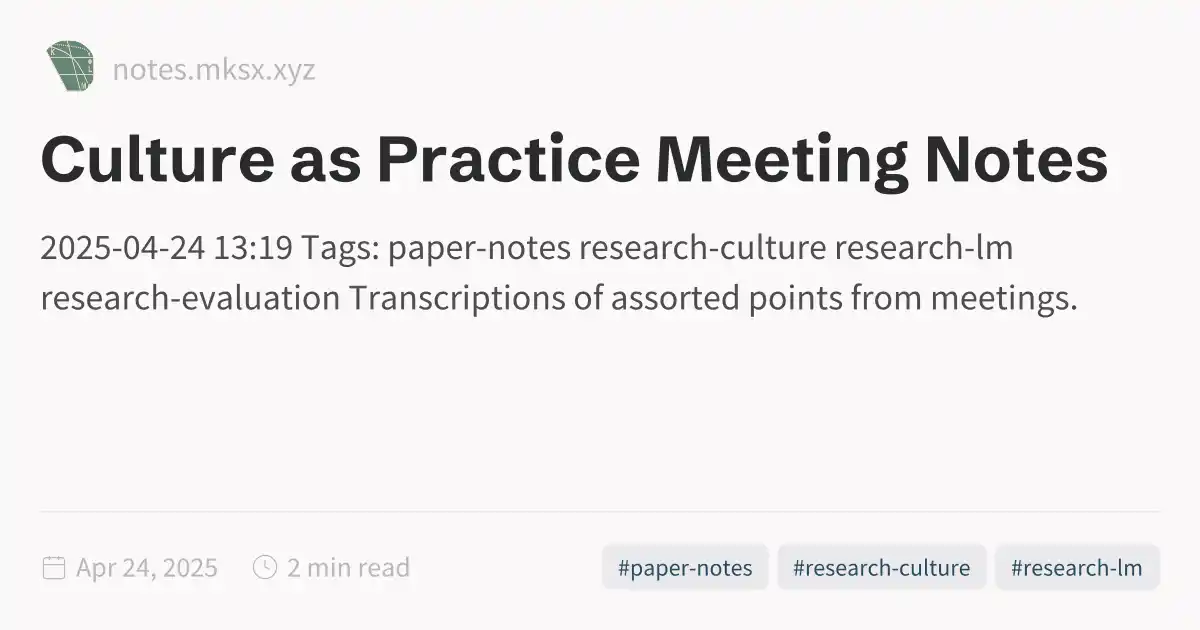 notes.mksx.xyz
Culture as Practice Meeting Notes
2025-04-24 13:19 Tags: paper-notes research-culture research-lm
research-evaluation Transcriptions of assorted points from meetings.
Apr 24, 2025 2 min read #paper-notes #research-culture #research-lm